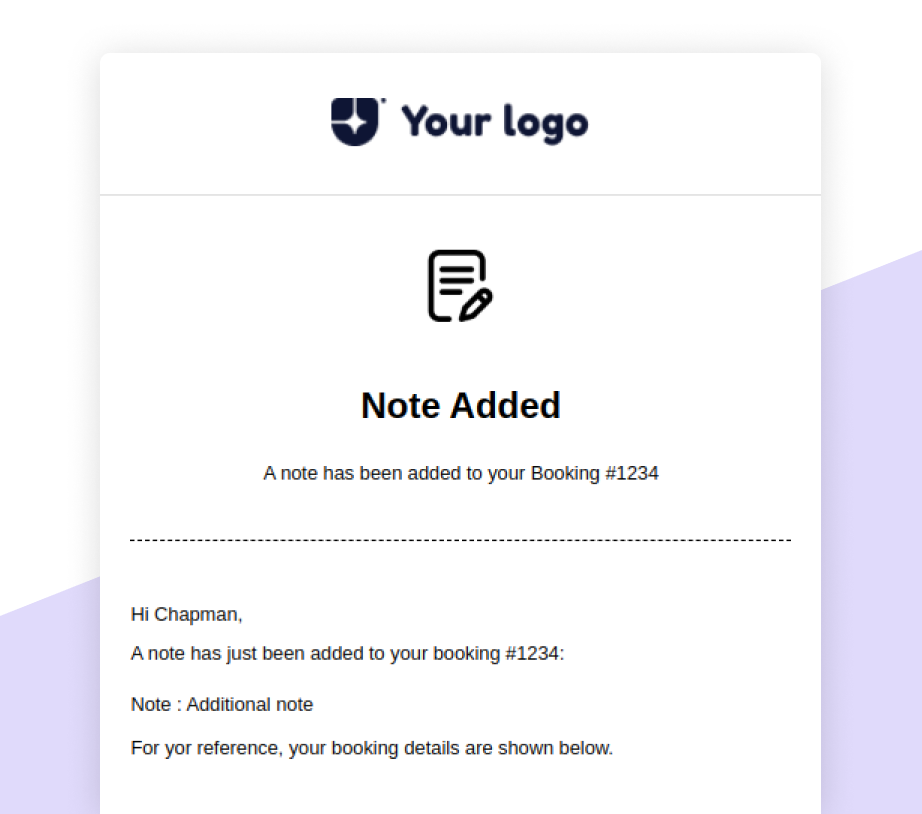 Your logo
Note Added
A note has been added to your Booking #1234
Hi Chapman,
A note has just been added to your booking #1234:
Note : Additional note
For yor reference, your booking details are shown below.